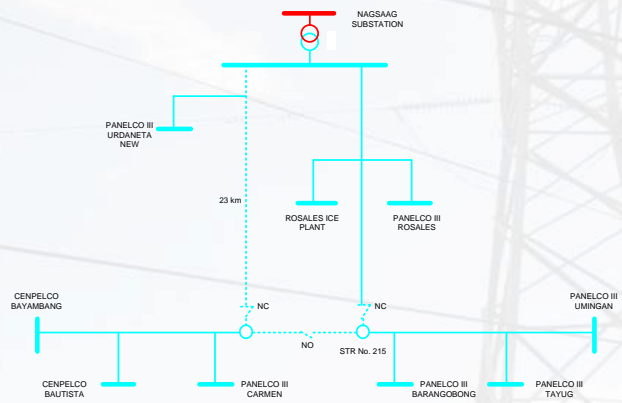 NAGSAAG
SUBSTATION
PANELCO III
URDANETA
NEW
23 km
ROSALES ICE
PLANT
PANELCO III
ROSALES
CENPELCO
BAYAMBANG
NC
NC
PANELCO III
UMINGAN
NO
STR No. 215
CENPELCO
BAUTISTA
PANELCO III
CARMEN
PANELCO III
BARANGOBONG
PANELCO III
TAYUG